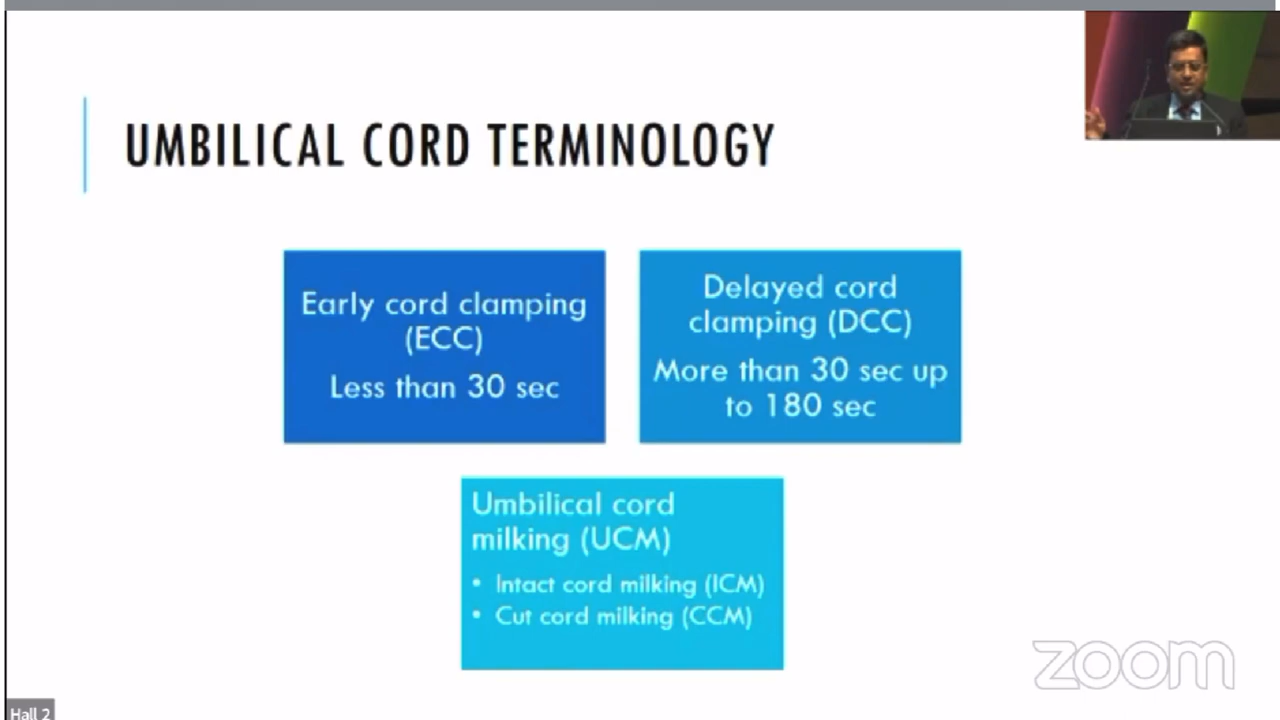 UMBILICAL CORD TERMINOLOGY
Early cord clamping
(ECC)
Less than 30 sec
Delayed cord
clamping (DCC)
More than 30 sec up
to 180 sec
Umbilical cord
milking (UCM)
• Intact cord milking (ICM)
• Cut cord milking (CCM)
zoom
Hall 2